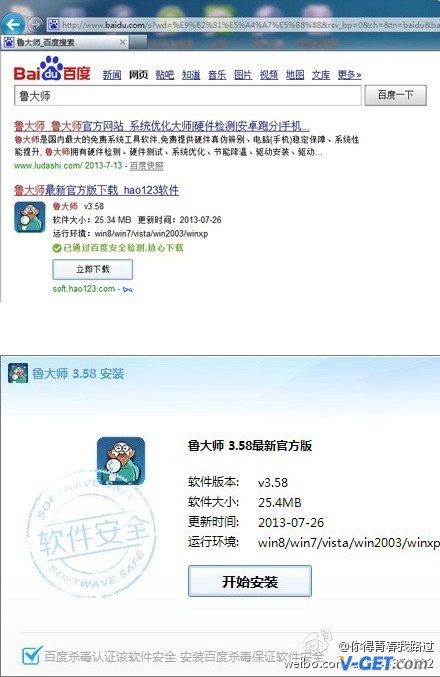 http://www.baidu.com/s?wd=%E9%B2%81%E5%A4%A7%E5%B8%88&rsv_bp=0&ch=&tn=baidu&ba
鲁大师_百度搜索
Bai du 百度
新闻 网页 贴吧 知道 音乐 图片 视频 地图 文库 更多»
鲁大师
百度一下
鲁大师_鲁大师官方网站_系统优化大师|硬件检测|安卓跑分|手机...
鲁大师是国内最大的免费系统工具软件,免费提供硬件真伪辨别、电脑(手机)稳定保障、系统性
能提升, 鲁大师拥有硬件检测、硬件测试、系统优化、节能降温、驱动安装、驱动...
www.ludashi.com/ 2013-7-13 - 百度快照
鲁大师最新官方版下载_hao123软件
鲁大师 v3.58
软件大小: 25.34 MB 更新时间: 2013-07-26
运行环境: win8/win7/vista/win2003/winxp
已通过百度安全检测,放心下载
立即下载
soft.hao123.com -
鲁大师 3.58 安装
鲁大师 3.58最新官方版
软件版本: v3.58
软件大小: 25.4MB
更新时间: 2013-07-26
运行环境: win8/win7/vista/win2003/winxp
开始安装
SOFTWAVE SAFE
软件安全
SOFTWAVE SAFE
百度杀毒认证该软件安全 安装百度杀毒保证软件安全
@你得青春我路过
weibo.com
V-GET.com